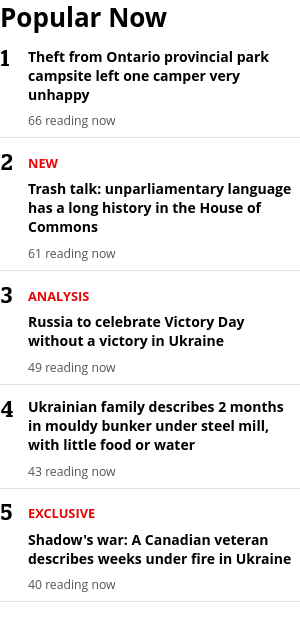 Popular Now
1
Theft from Ontario provincial park
campsite left one camper very
unhappy
66 reading now
2
NEW
Trash talk: unparliamentary language
has a long history in the House of
Commons
61 reading now
3
ANALYSIS
Russia to celebrate Victory Day
without a victory in Ukraine
49 reading now
4
Ukrainian family describes 2 months
in mouldy bunker under steel mill,
with little food or water
43 reading now
5
EXCLUSIVE
Shadow's war: A Canadian veteran
describes weeks under fire in Ukraine
40 reading now